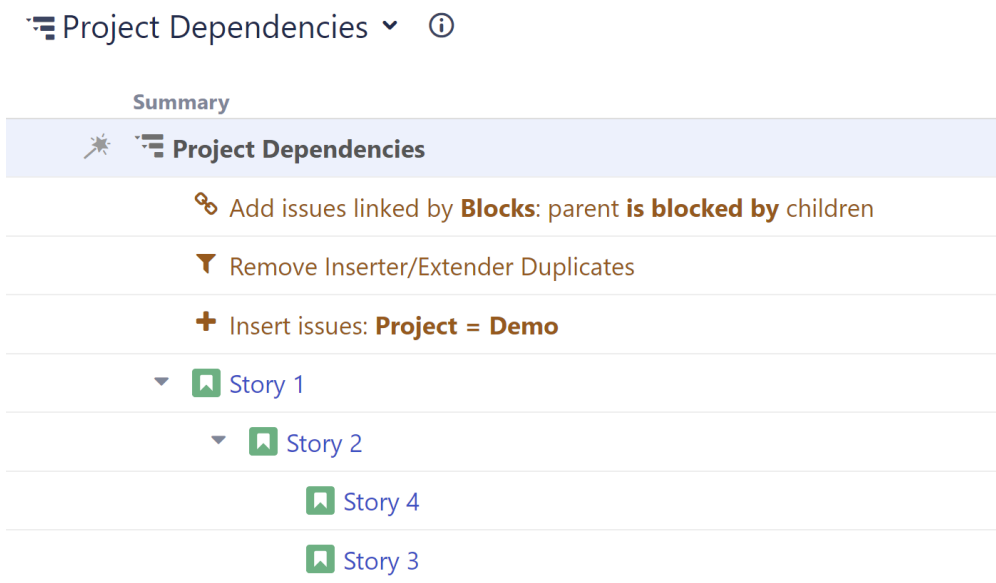 Project Dependencies
Summary
Project Dependencies
Add issues linked by Blocks: parent is blocked by children
Remove Inserter/Extender Duplicates
Insert issues: Project = Demo
Story 1
Story 2
Story 4
Story 3